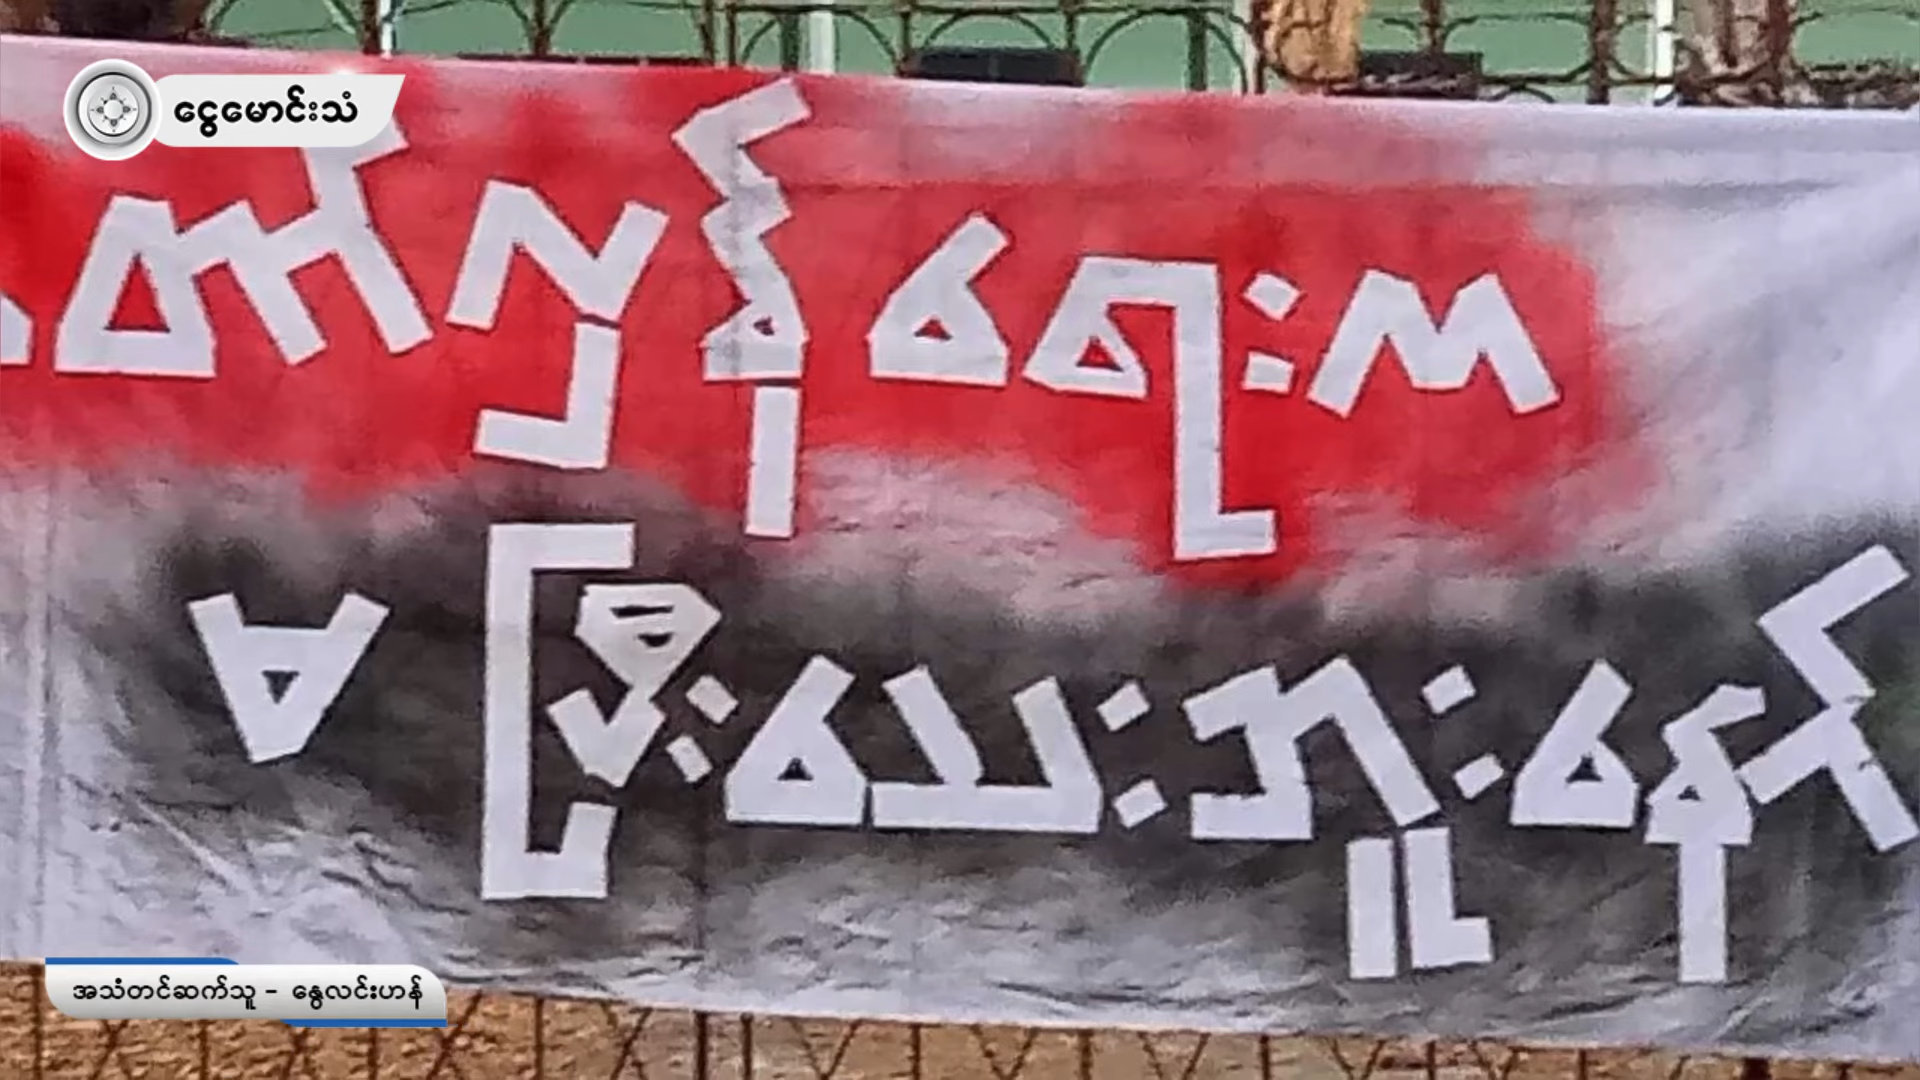 ငွေမောင်းသံ
တော်လှန်ရေးက
မပြီးသေးဘူးနော်
အသံတင်ဆက်သူ - နွေလင်းဟန်